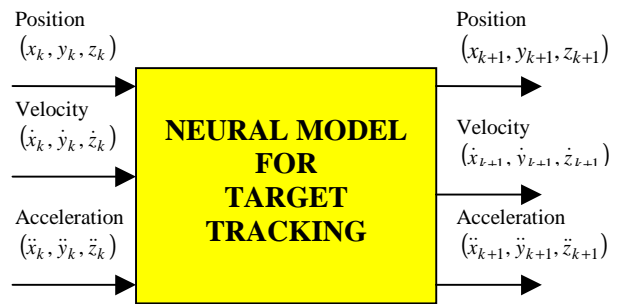 Position
(x_k, y_k, z_k)
Velocity
(ẋ_k, ẏ_k, ż_k)
Acceleration
(ẍ_k, ÿ_k, z̈_k)
NEURAL MODEL
FOR
TARGET
TRACKING
Position
(x_{k+1}, y_{k+1}, z_{k+1})
Velocity
(ẋ_{k+1}, ẏ_{k+1}, ż_{k+1})
Acceleration
(ẍ_{k+1}, ÿ_{k+1}, z̈_{k+1})